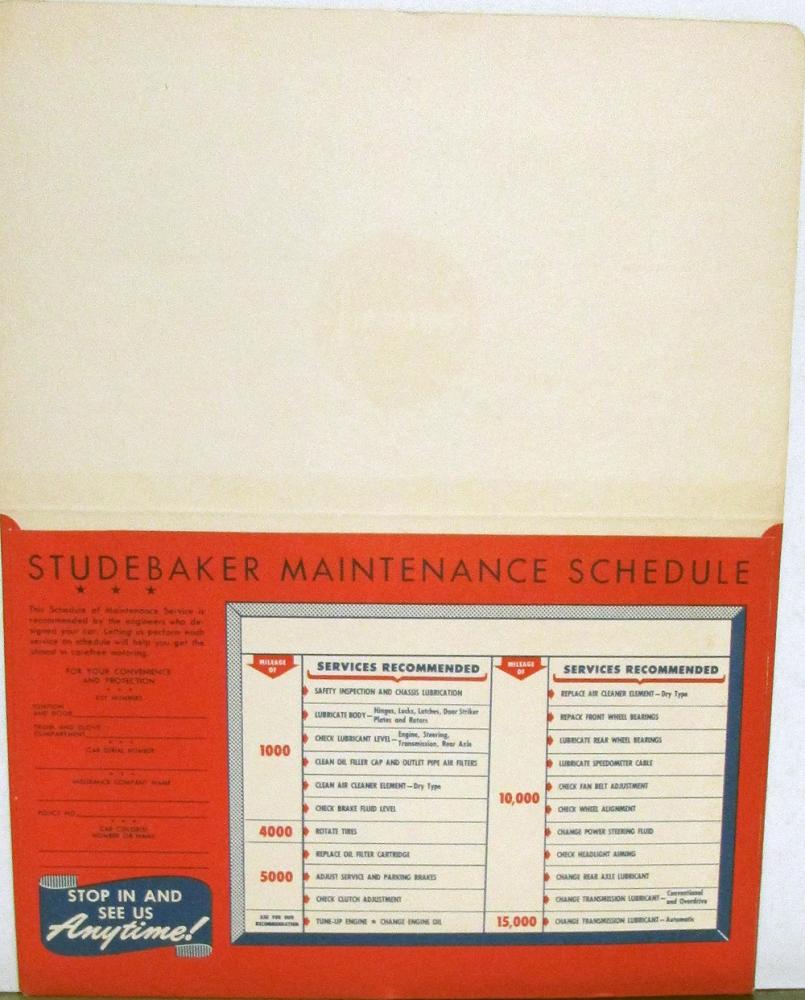 STUDEBAKER MAINTENANCE SCHEDULE
★ ★ ★
This Schedule of Maintenance Service is
recommended by the engineers who de-
signed your car. Letting us perform each
service on schedule will help you get the
utmost in carefree motoring.
FOR YOUR CONVENIENCE
AND PROTECTION
KEY NUMBERS
IGNITION
AND DOOR
TRUNK AND GLOVE
COMPARTMENT
CAR SERIAL NUMBER
INSURANCE COMPANY NAME
POLICY NO.
CAR COLOR(S)
NUMBER OR NAME
STOP IN AND
SEE US
Anytime!
MILEAGE
OF
SERVICES RECOMMENDED
1000
SAFETY INSPECTION AND CHASSIS LUBRICATION
LUBRICATE BODY—Hinges, Locks, Latches, Door Striker
Plates and Rotors
CHECK LUBRICANT LEVEL—Engine, Steering,
Transmission, Rear Axle
CLEAN OIL FILLER CAP AND OUTLET PIPE AIR FILTERS
CLEAN AIR CLEANER ELEMENT—Dry Type
CHECK BRAKE FLUID LEVEL
4000
ROTATE TIRES
5000
REPLACE OIL FILTER CARTRIDGE
ADJUST SERVICE AND PARKING BRAKES
CHECK CLUTCH ADJUSTMENT
ASK FOR OUR
RECOMMENDATION
TUNE-UP ENGINE ★ CHANGE ENGINE OIL
MILEAGE
OF
SERVICES RECOMMENDED
10,000
REPLACE AIR CLEANER ELEMENT—Dry Type
REPACK FRONT WHEEL BEARINGS
LUBRICATE REAR WHEEL BEARINGS
LUBRICATE SPEEDOMETER CABLE
CHECK FAN BELT ADJUSTMENT
CHECK WHEEL ALIGNMENT
CHANGE POWER STEERING FLUID
CHECK HEADLIGHT AIMING
CHANGE REAR AXLE LUBRICANT
CHANGE TRANSMISSION LUBRICANT—Conventional
and Overdrive
15,000
CHANGE TRANSMISSION LUBRICANT—Automatic